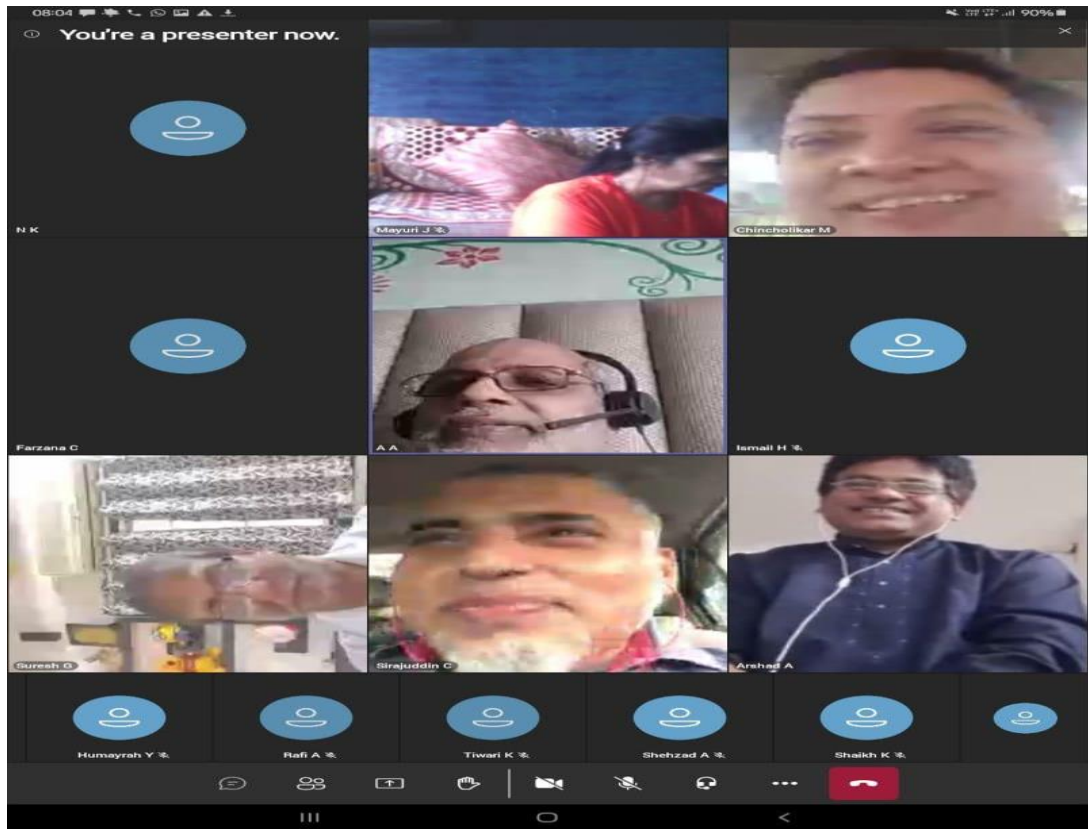 08:04 90%
You're a presenter now.
N K
Mayuri J
Chincholikar M
Farzana C
A A
Ismail H
Suresh G
Sirajuddin C
Arshad A
Humayrah Y
Rafi A
Tiwari K
Shehzad A
Shaikh K